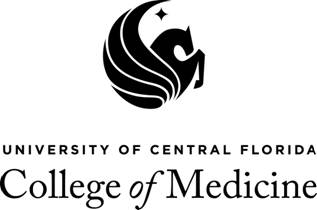 UNIVERSITY OF CENTRAL FLORIDA
College of Medicine